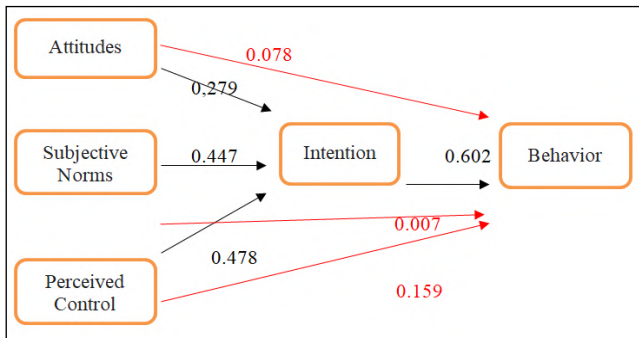 Attitudes
0.078
0,279
Subjective
Norms
0.447
Intention
0.602
Behavior
0.007
0.478
Perceived
Control
0.159